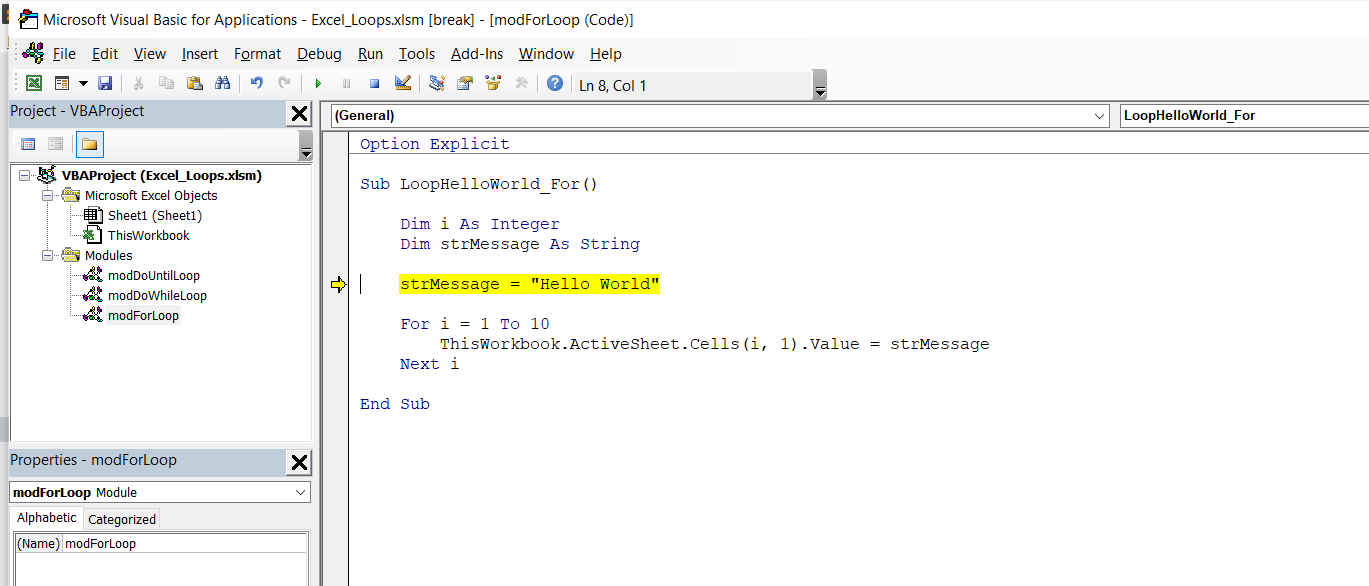 Microsoft Visual Basic for Applications - Excel_Loops.xlsm [break] - [modForLoop (Code)]
File Edit View Insert Format Debug Run Tools Add-Ins Window Help
Ln 8, Col 1
Project - VBAProject
VBAProject (Excel_Loops.xlsm)
Microsoft Excel Objects
Sheet1 (Sheet1)
ThisWorkbook
Modules
modDoUntilLoop
modDoWhileLoop
modForLoop
Properties - modForLoop
modForLoop Module
Alphabetic Categorized
(Name) modForLoop
(General) LoopHelloWorld_For
Option Explicit
Sub LoopHelloWorld_For()
Dim i As Integer
Dim strMessage As String
strMessage = "Hello World"
For i = 1 To 10
ThisWorkbook.ActiveSheet.Cells(i, 1).Value = strMessage
Next i
End Sub